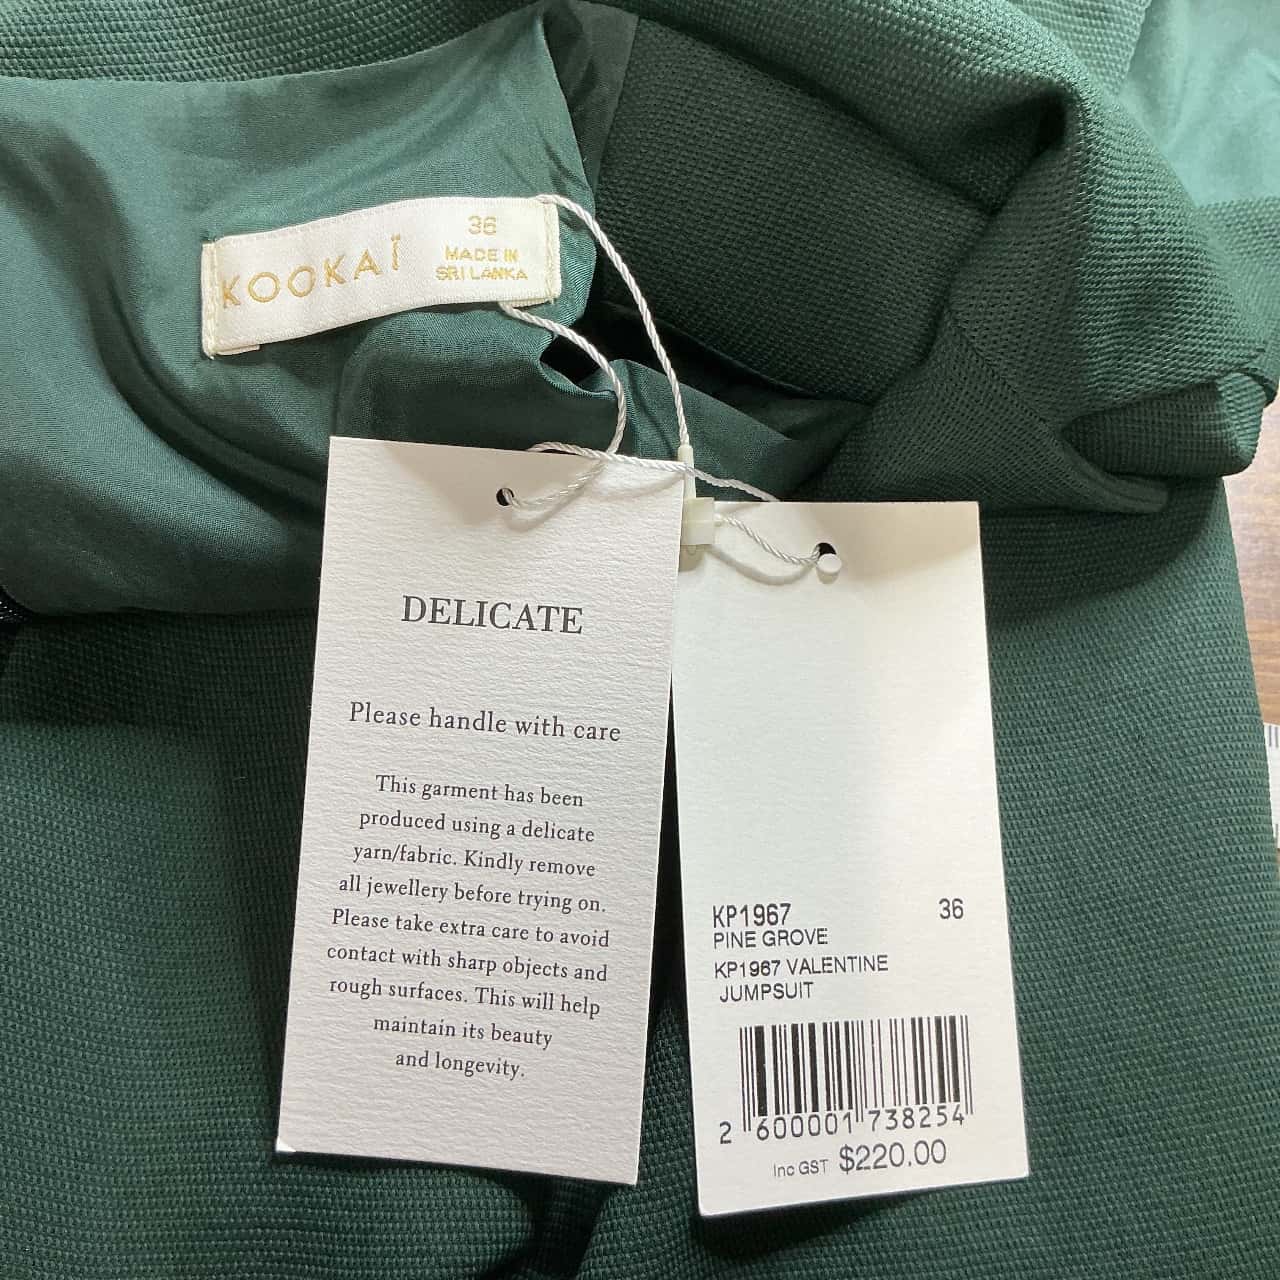 KOOKAÏ
36
MADE IN
SRI LANKA
DELICATE
Please handle with care
This garment has been
produced using a delicate
yarn/fabric. Kindly remove
all jewellery before trying on.
Please take extra care to avoid
contact with sharp objects and
rough surfaces. This will help
maintain its beauty
and longevity.
KP1967 36
PINE GROVE
KP1967 VALENTINE
JUMPSUIT
2 600001 738254
Inc GST $220.00